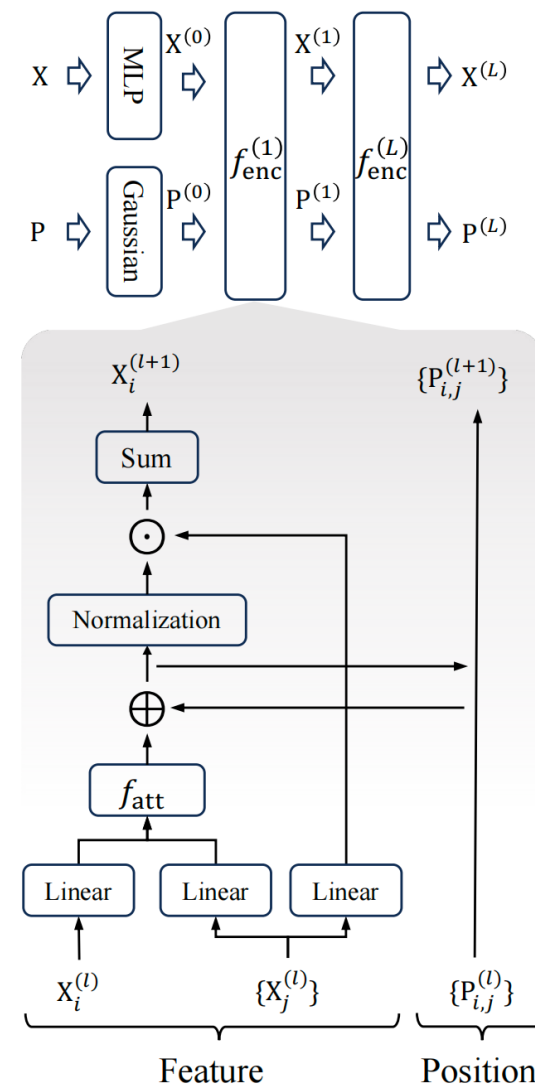 X MLP X^(0) f_enc^(1) X^(1) f_enc^(L) X^(L)
P Gaussian P^(0) P^(1) P^(L)
X_i^(l+1) {P_{i,j}^(l+1)}
Sum
Normalization
f_att
Linear Linear Linear
X_i^(l) {X_j^(l)} {P_{i,j}^(l)}
Feature Position